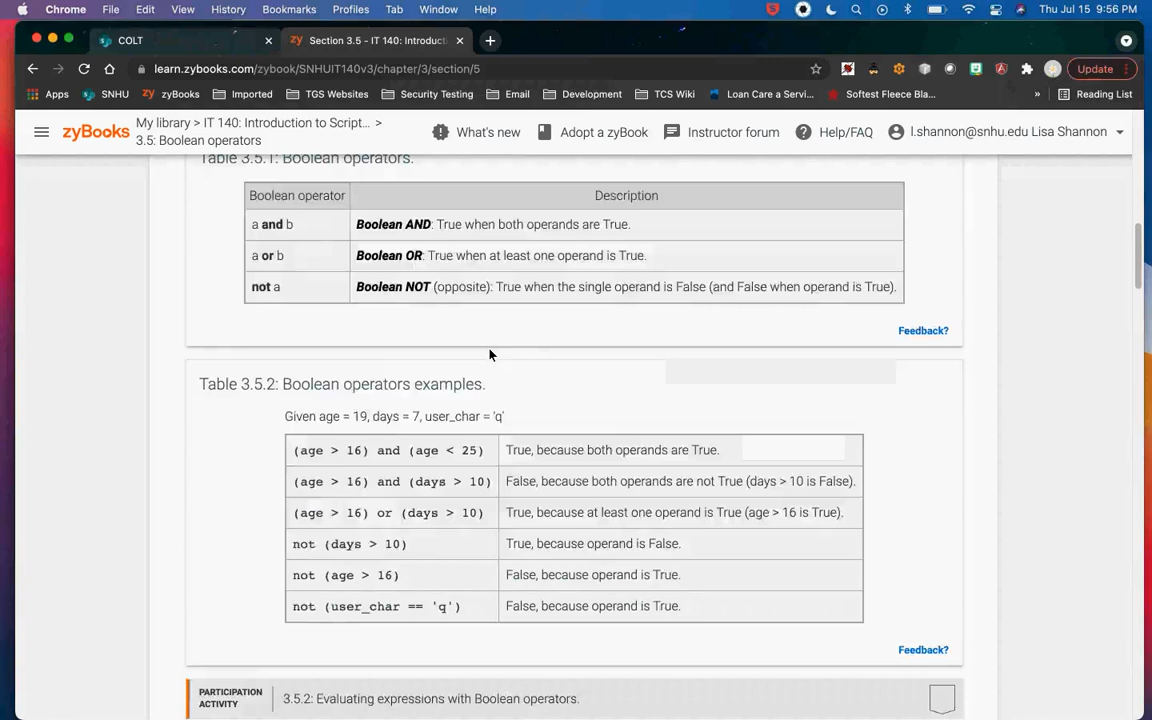 Chrome File Edit View History Bookmarks Profiles Tab Window Help Thu Jul 15 9:56 PM
COLT
Section 3.5 - IT 140: Introducti
learn.zybooks.com/zybook/SNHUIT140v3/chapter/3/section/5
Update
Apps SNHU zyBooks Imported TGS Websites Security Testing Email Development TCS Wiki Loan Care a Servi... Softest Fleece Bla... » Reading List
zyBooks
My library > IT 140: Introduction to Script... >
3.5: Boolean operators
What's new Adopt a zyBook Instructor forum Help/FAQ l.shannon@snhu.edu Lisa Shannon
Table 3.5.1: Boolean operators.
Boolean operator Description
a and b Boolean AND: True when both operands are True.
a or b Boolean OR: True when at least one operand is True.
not a Boolean NOT (opposite): True when the single operand is False (and False when operand is True).
Feedback?
Table 3.5.2: Boolean operators examples.
Given age = 19, days = 7, user_char = 'q'
(age > 16) and (age < 25) True, because both operands are True.
(age > 16) and (days > 10) False, because both operands are not True (days > 10 is False).
(age > 16) or (days > 10) True, because at least one operand is True (age > 16 is True).
not (days > 10) True, because operand is False.
not (age > 16) False, because operand is True.
not (user_char == 'q') False, because operand is True.
Feedback?
PARTICIPATION
ACTIVITY
3.5.2: Evaluating expressions with Boolean operators.